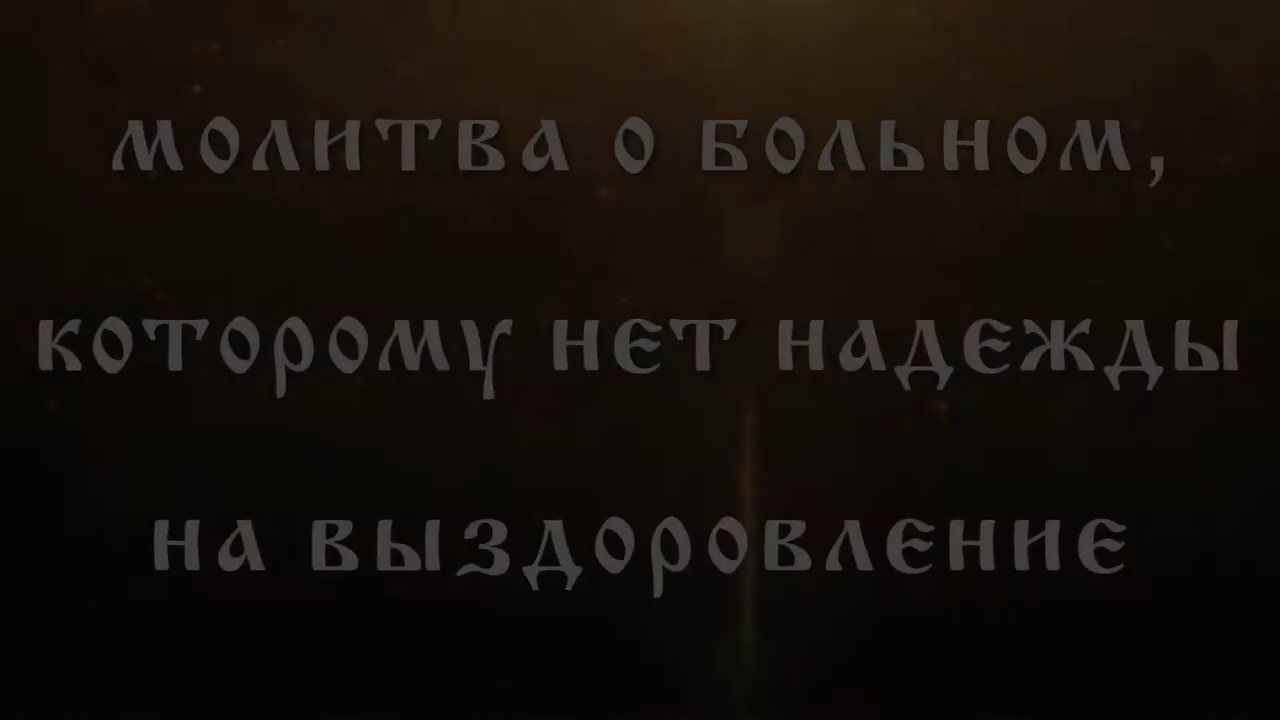 молитва о больном,
которому нет надежды
на выздоровление